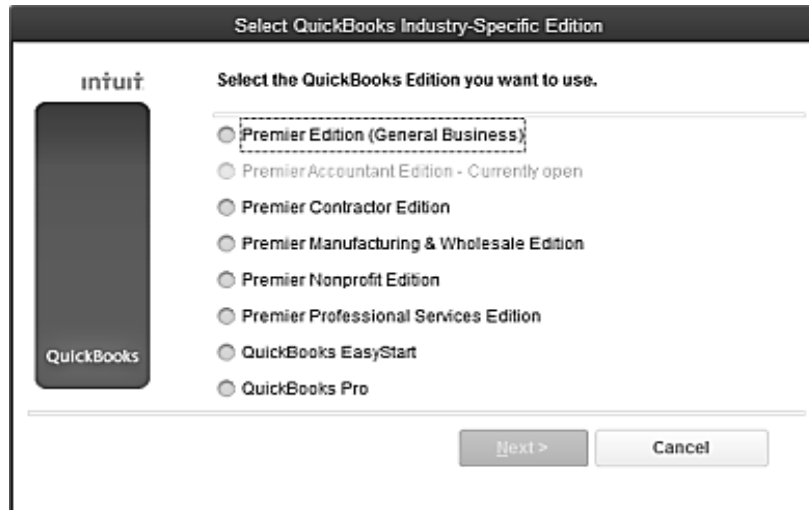 Select QuickBooks Industry-Specific Edition
intuit
Select the QuickBooks Edition you want to use.
Premier Edition (General Business)
Premier Accountant Edition - Currently open
Premier Contractor Edition
Premier Manufacturing & Wholesale Edition
Premier Nonprofit Edition
Premier Professional Services Edition
QuickBooks
QuickBooks EasyStart
QuickBooks Pro
Next >
Cancel